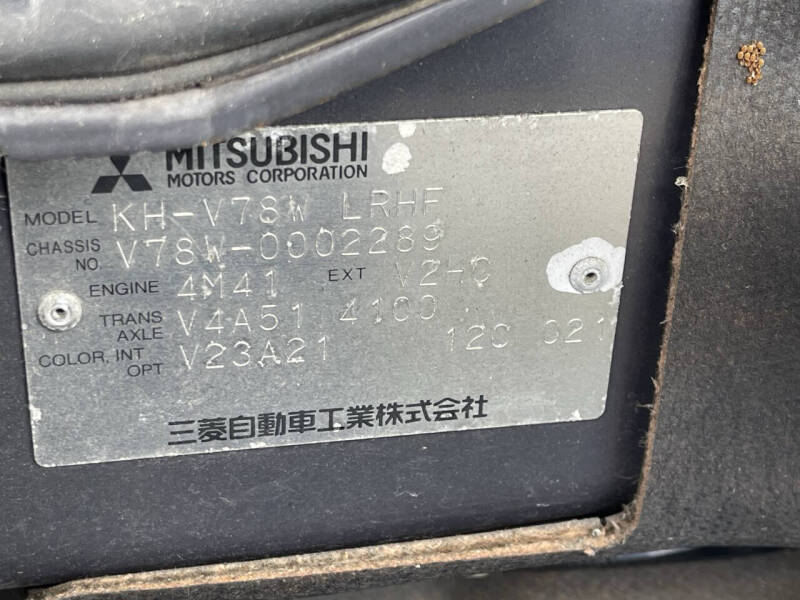 MITSUBISHI
MOTORS CORPORATION
MODEL KH-V78W LRHF
CHASSIS NO. V78W-0002289
ENGINE 4M41 EXT V2-C
TRANS AXLE V4A51 4100
COLOR, INT OPT V23A21 12C 021
三菱自動車工業株式会社